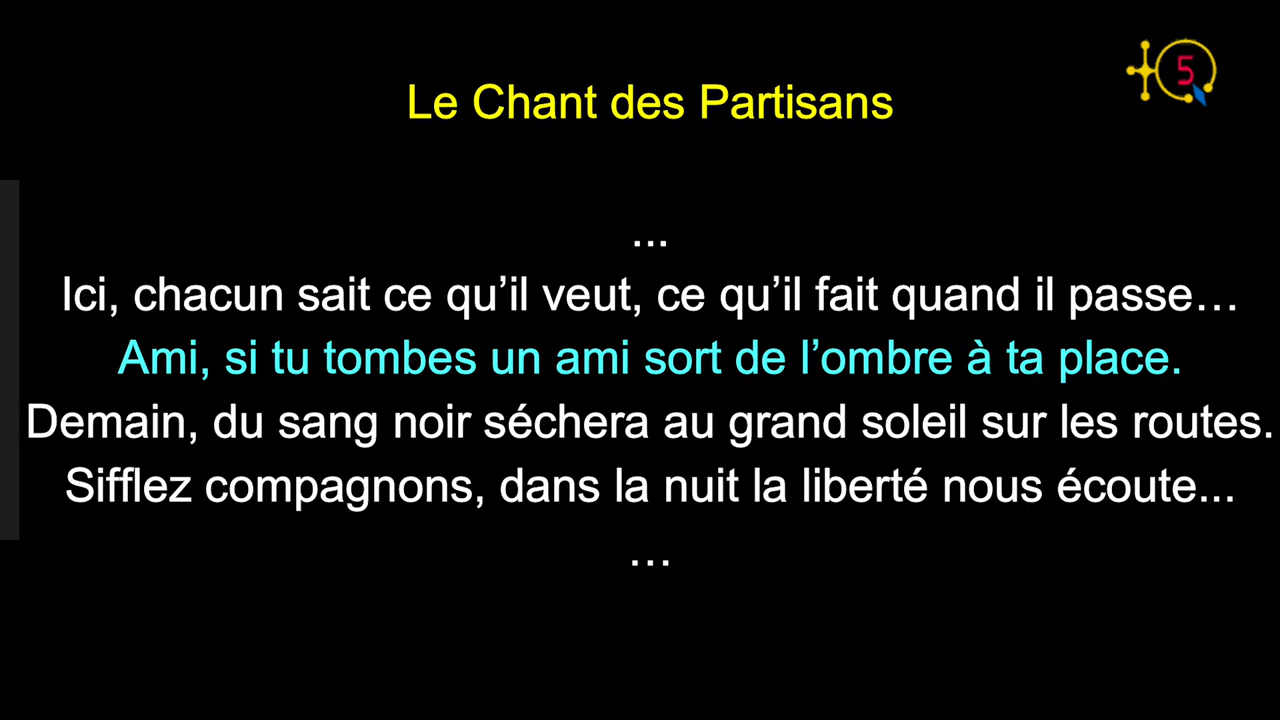 5
Le Chant des Partisans
...
Ici, chacun sait ce qu’il veut, ce qu’il fait quand il passe…
Ami, si tu tombes un ami sort de l’ombre à ta place.
Demain, du sang noir séchera au grand soleil sur les routes.
Sifflez compagnons, dans la nuit la liberté nous écoute...
…